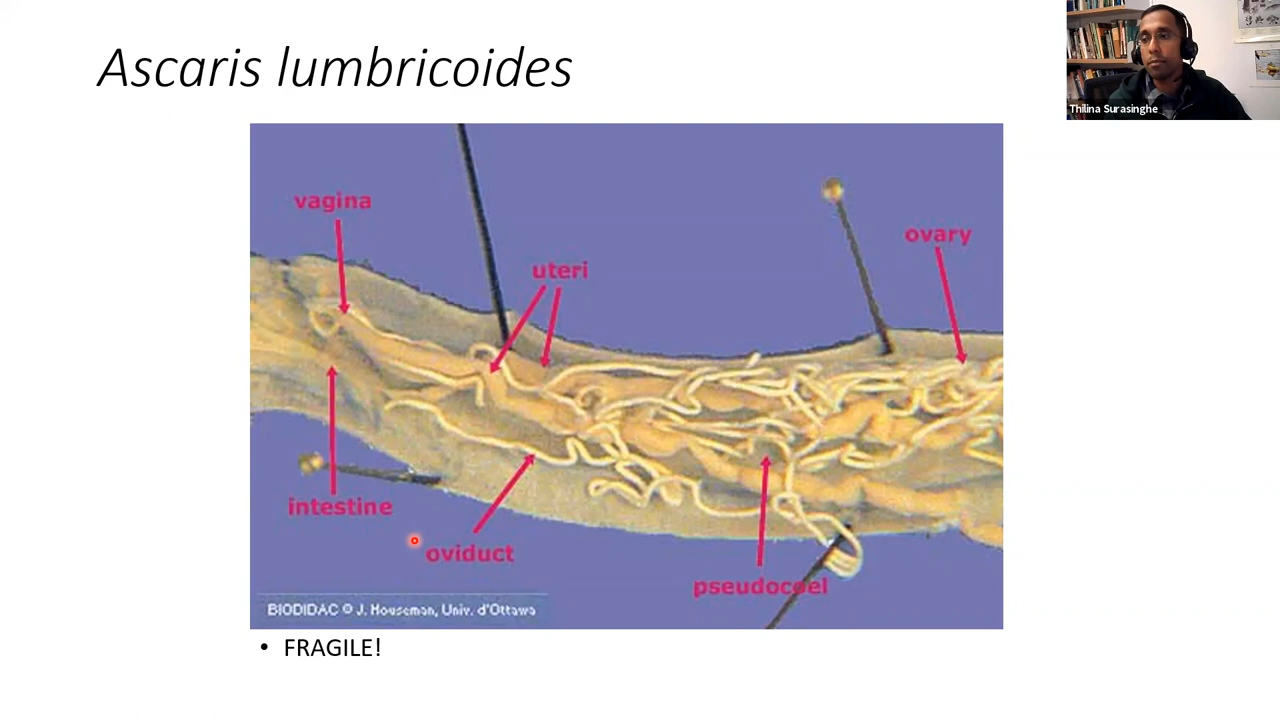 Ascaris lumbricoides
Thilina Surasinghe
vagina
ovary
uteri
intestine
oviduct
pseudocoel
BIODIDAC © J. Houseman, Univ. d'Ottawa
• FRAGILE!